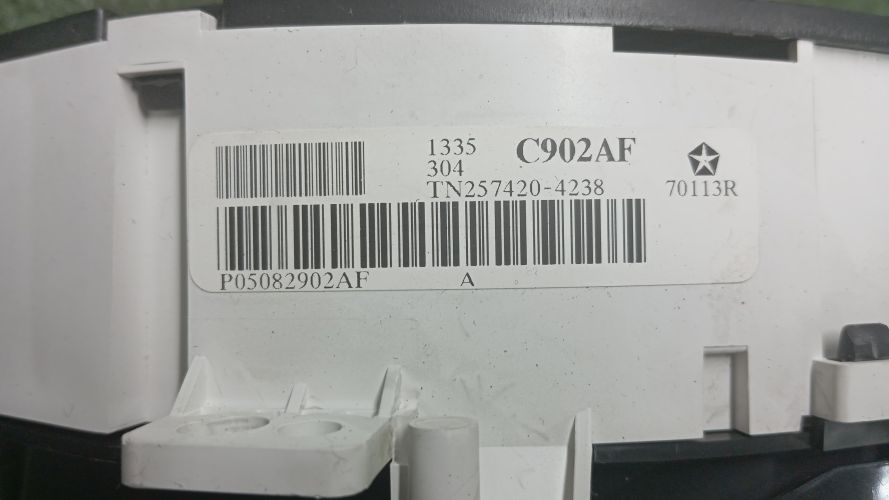 1335 C902AF
304
TN257420-4238 70113R
P05082902AF A